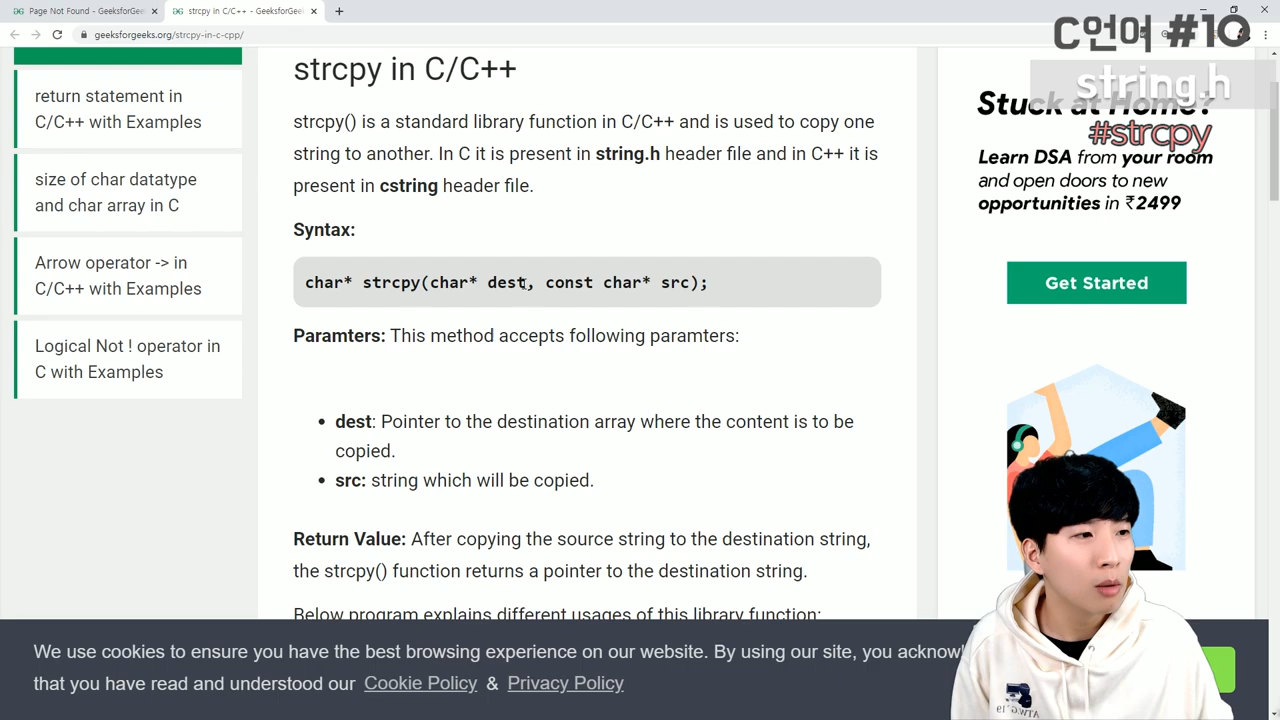 Page Not Found - GeeksforGee
strcpy in C/C++ - GeeksforGee
geeksforgeeks.org/strcpy-in-c-cpp/
C언어 #10
string.h
#strcpy
return statement in
C/C++ with Examples
size of char datatype
and char array in C
Arrow operator -> in
C/C++ with Examples
Logical Not ! operator in
C with Examples
strcpy in C/C++
strcpy() is a standard library function in C/C++ and is used to copy one
string to another. In C it is present in string.h header file and in C++ it is
present in cstring header file.
Syntax:
char* strcpy(char* dest, const char* src);
Paramters: This method accepts following paramters:
• dest: Pointer to the destination array where the content is to be
copied.
• src: string which will be copied.
Return Value: After copying the source string to the destination string,
the strcpy() function returns a pointer to the destination string.
Below program explains different usages of this library function:
Stuck at Home?
Learn DSA from your room
and open doors to new
opportunities in ₹2499
Get Started
We use cookies to ensure you have the best browsing experience on our website. By using our site, you acknowl
that you have read and understood our Cookie Policy & Privacy Policy